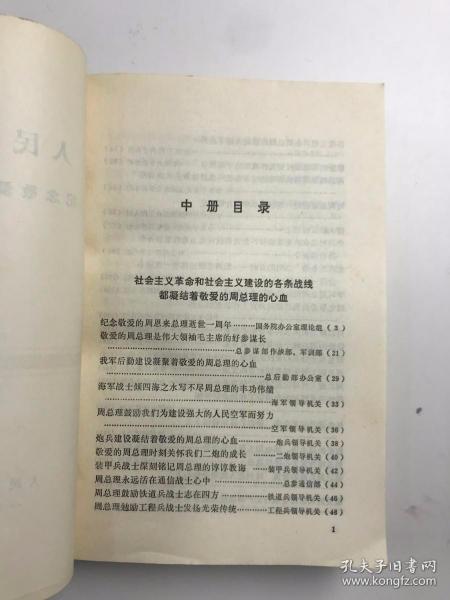 人民
纪念敬爱
人民
中册目录
社会主义革命和社会主义建设的各条战线
都凝结着敬爱的周总理的心血
纪念敬爱的周恩来总理逝世一周年………国务院办公室理论组（3）
敬爱的周总理是伟大领袖毛主席的好参谋长
………………………………总参谋部作战部、军训部（21）
我军后勤建设凝聚着敬爱的周总理的心血
………………………………………总后勤部办公室（29）
海军战士倾四海之水写不尽周总理的丰功伟绩
………………………………………海军领导机关（33）
周总理鼓励我们为建设强大的人民空军而努力
………………………………………空军领导机关（36）
炮兵建设凝结着敬爱的周总理的心血……炮兵领导机关（38）
敬爱的周总理时刻关怀我们二炮的成长……二炮领导机关（40）
装甲兵战士深刻铭记周总理的谆谆教诲……装甲兵领导机关（42）
周总理永远活在通信战士心中………………总参通信部（44）
周总理鼓励铁道兵战士志在四方…………铁道兵领导机关（46）
周总理勉励工程兵战士发扬光荣传统………工程兵领导机关（48）
1
孔夫子旧书网
www.kongfz.com